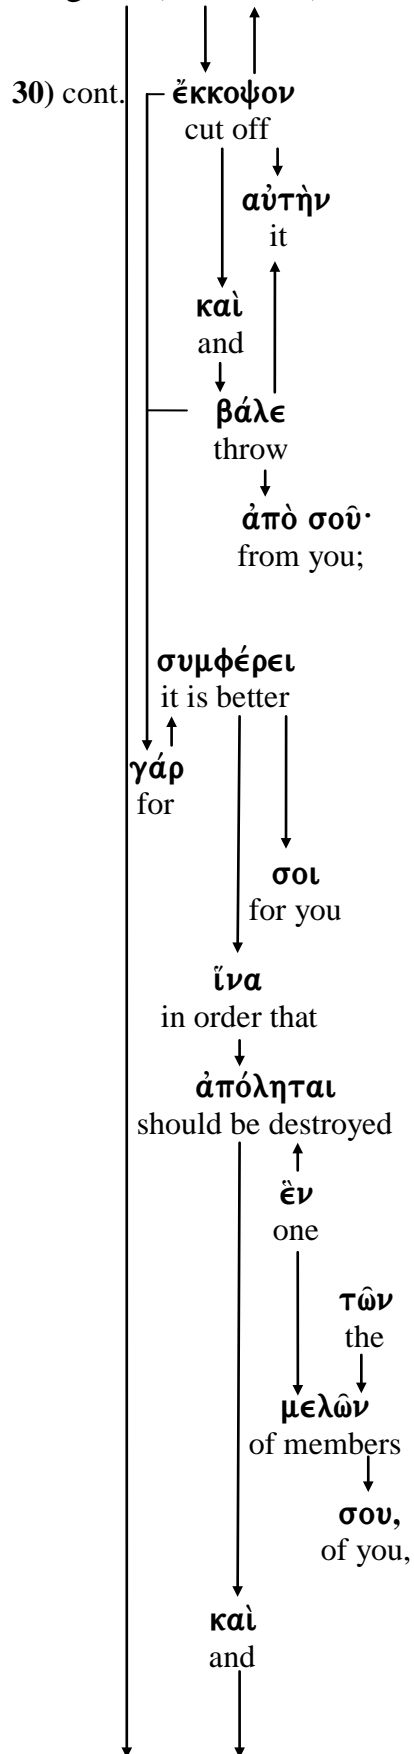 30) cont. ἔκκοψον
cut off
αὐτὴν
it
καὶ
and
βάλε
throw
ἀπὸ σοῦ·
from you;
συμφέρει
it is better
γάρ
for
σοι
for you
ἵνα
in order that
ἀπόληται
should be destroyed
ἓν
one
τῶν
the
μελῶν
of members
σου,
of you,
καὶ
and